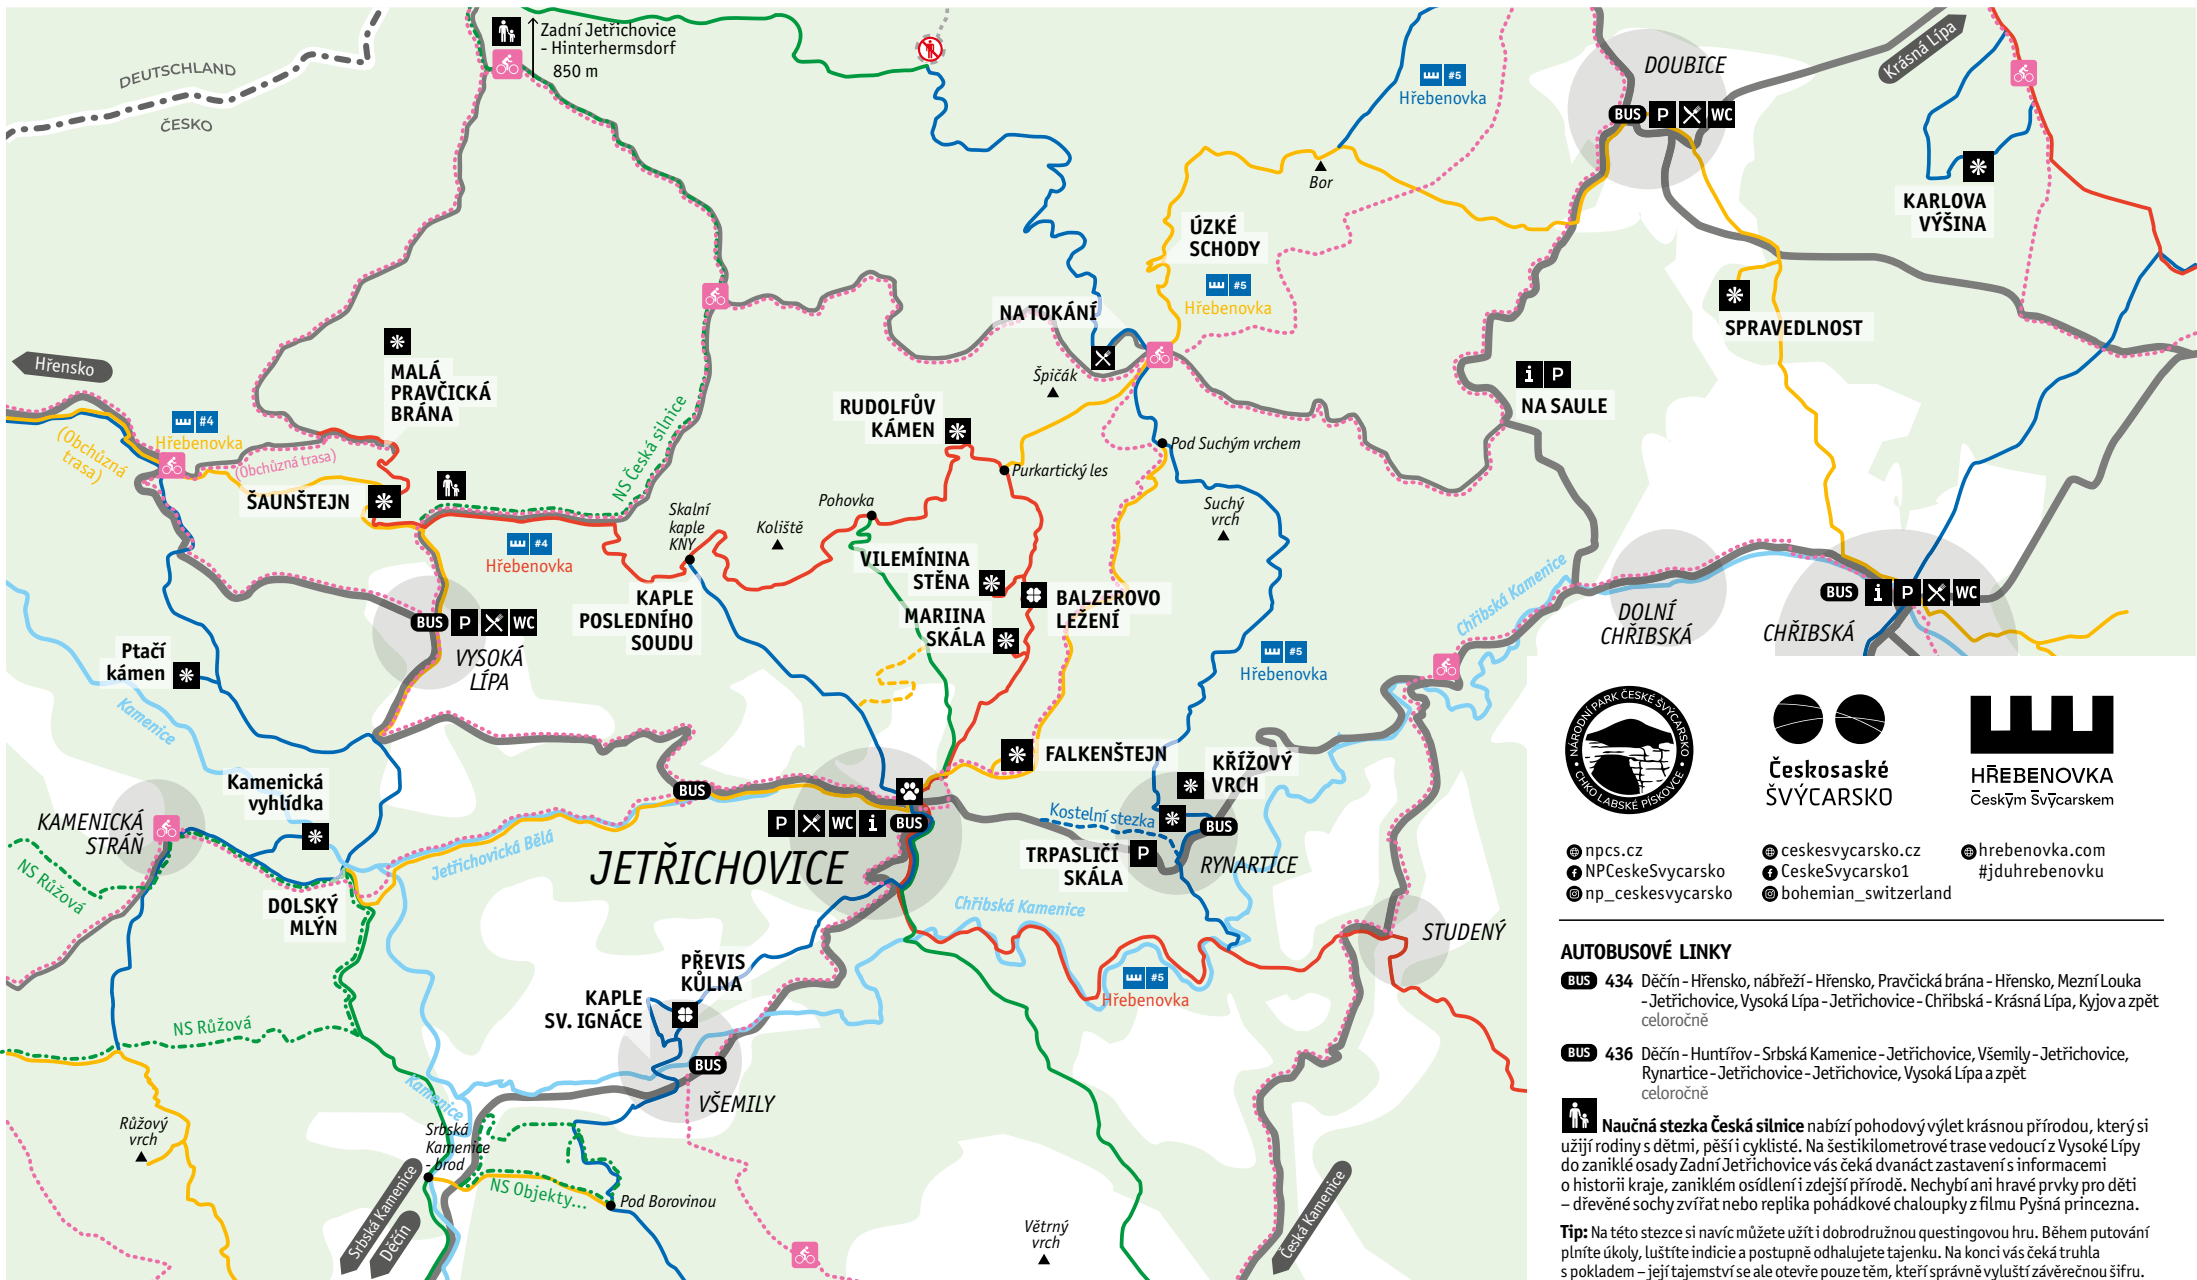 Zadní Jetřichovice
- Hinterhermsdorf
850 m
DEUTSCHLAND
ČESKO
#5
Hřebenovka
DOUBICE
BUS P WC
Krásná Lípa
Bor
KARLOVA
VÝŠINA
ÚZKÉ
SCHODY
#5
Hřebenovka
NA TOKÁNÍ
Špičák
SPRAVEDLNOST
i P
NA SAULE
Hřensko
MALÁ
PRAVČICKÁ
BRÁNA
#4
Hřebenovka
(Obchůzná
trasa)
(Obchůzná trasa)
ŠAUNŠTEJN
NS Česká silnice
RUDOLFŮV
KÁMEN
Purkartický les
Pod Suchým vrchem
Suchý
vrch
Pohovka
Skalní
kaple
KNY
Koliště
#4
Hřebenovka
VILEMÍNINA
STĚNA
MARIINA
SKÁLA
BALZEROVO
LEŽENÍ
KAPLE
POSLEDNÍHO
SOUDU
BUS P WC
VYSOKÁ
LÍPA
Chřibská Kamenice
DOLNÍ
CHŘIBSKÁ
BUS i P WC
CHŘIBSKÁ
Ptačí
kámen
Kamenice
#5
Hřebenovka
Kamenická
vyhlídka
KAMENICKÁ
STRÁŇ
NS Růžová
DOLSKÝ
MLÝN
Jetřichovická Bělá
BUS
FALKENŠTEJN
KŘÍŽOVÝ
VRCH
Kostelní stezka
BUS
P WC i BUS
JETŘICHOVICE
TRPASLIČÍ
SKÁLA
P
RYNARTICE
Chřibská Kamenice
STUDENÝ
PŘEVIS
KŮLNA
KAPLE
SV. IGNÁCE
#5
Hřebenovka
NS Růžová
BUS
VŠEMILY
Kamenice
Růžový
vrch
Srbská
Kamenice
- brod
NS Objekty...
Pod Borovinou
Srbská Kamenice
Děčín
Větrný
vrch
Česká Kamenice
NÁRODNÍ PARK ČESKÉ ŠVÝCARSKO
CHKO LABSKÉ PÍSKOVCE
Českosaské
ŠVÝCARSKO
HŘEBENOVKA
Českým Švýcarskem
npcs.cz
NPCeskeSvycarsko
np_ceskesvycarsko
ceskesvycarsko.cz
CeskeSvycarsko1
bohemian_switzerland
hrebenovka.com
#jduhrebenovku
AUTOBUSOVÉ LINKY
BUS 434 Děčín - Hřensko, nábřeží - Hřensko, Pravčická brána - Hřensko, Mezní Louka
- Jetřichovice, Vysoká Lípa - Jetřichovice - Chřibská - Krásná Lípa, Kyjov a zpět
celoročně
BUS 436 Děčín - Huntířov - Srbská Kamenice - Jetřichovice, Všemily - Jetřichovice,
Rynartice - Jetřichovice - Jetřichovice, Vysoká Lípa a zpět
celoročně
Naučná stezka Česká silnice nabízí pohodový výlet krásnou přírodou, který si
užijí rodiny s dětmi, pěší i cyklisté. Na šestikilometrové trase vedoucí z Vysoké Lípy
do zaniklé osady Zadní Jetřichovice vás čeká dvanáct zastavení s informacemi
o historii kraje, zaniklém osídlení i zdejší přírodě. Nechybí ani hravé prvky pro děti
– dřevěné sochy zvířat nebo replika pohádkové chaloupky z filmu Pyšná princezna.
Tip: Na této stezce si navíc můžete užít i dobrodružnou questingovou hru. Během putování
plníte úkoly, luštíte indicie a postupně odhalujete tajenku. Na konci vás čeká truhla
s pokladem – její tajemství se ale otevře pouze těm, kteří správně vyluští závěrečnou šifru.